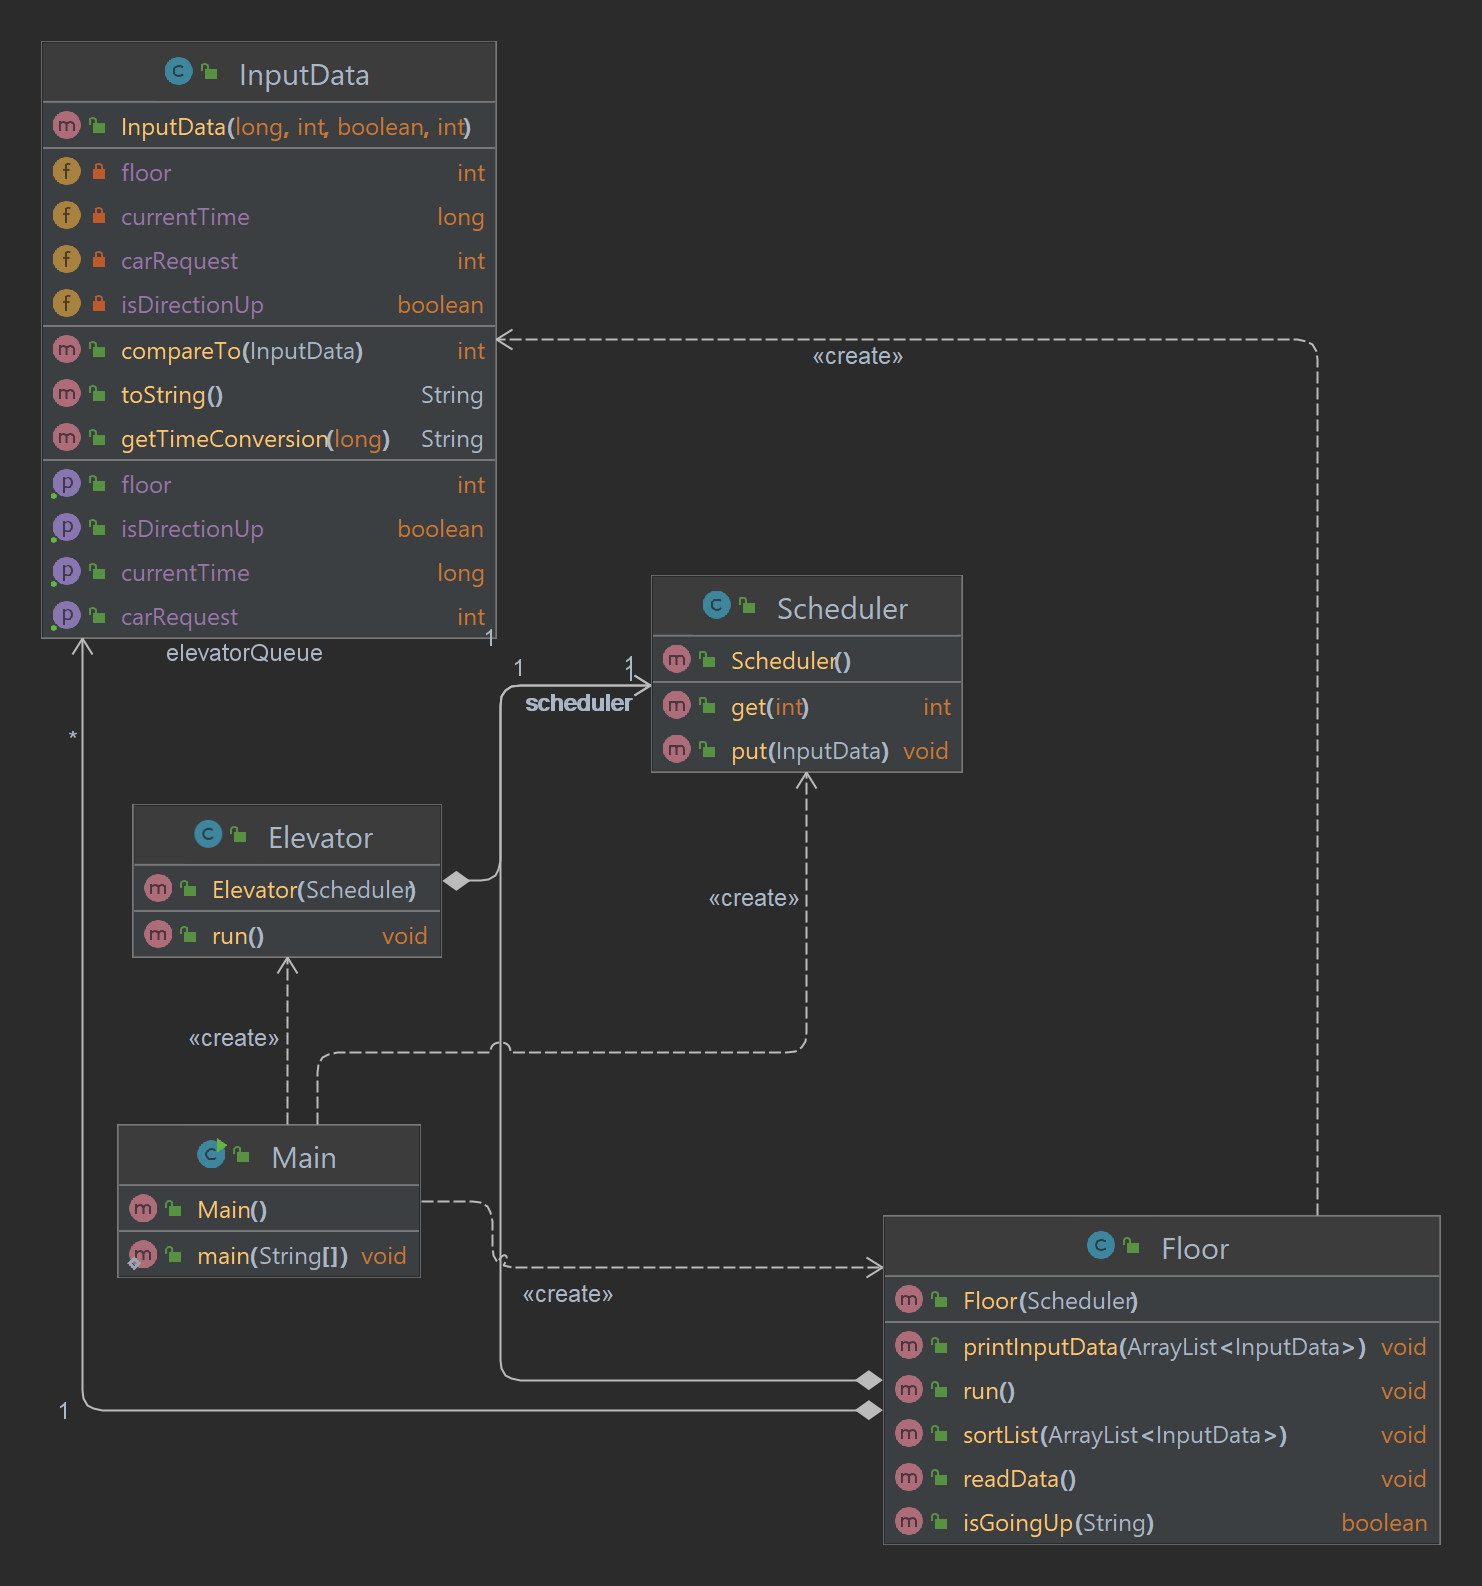 InputData
InputData(long, int, boolean, int)
floor int
currentTime long
carRequest int
isDirectionUp boolean
compareTo(InputData) int
toString() String
getTimeConversion(long) String
floor int
isDirectionUp boolean
currentTime long
carRequest int
«create»
elevatorQueue
1
*
1
1
scheduler
Scheduler
Scheduler()
get(int) int
put(InputData) void
Elevator
Elevator(Scheduler)
run() void
«create»
«create»
Main
Main()
main(String[]) void
«create»
1
Floor
Floor(Scheduler)
printInputData(ArrayList<InputData>) void
run() void
sortList(ArrayList<InputData>) void
readData() void
isGoingUp(String) boolean